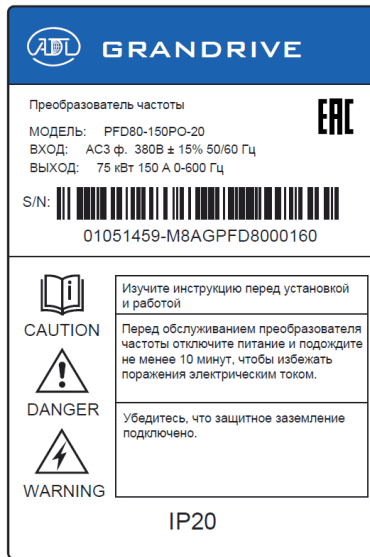 ADL GRANDRIVE
Преобразователь частоты
EAC
МОДЕЛЬ: PFD80-150PO-20
ВХОД: AC3 ф. 380В ± 15% 50/60 Гц
ВЫХОД: 75 кВт 150 А 0-600 Гц
S/N:
01051459-M8AGPFD8000160
CAUTION
Изучите инструкцию перед установкой
и работой
DANGER
Перед обслуживанием преобразователя
частоты отключите питание и подождите
не менее 10 минут, чтобы избежать
поражения электрическим током.
WARNING
Убедитесь, что защитное заземление
подключено.
IP20